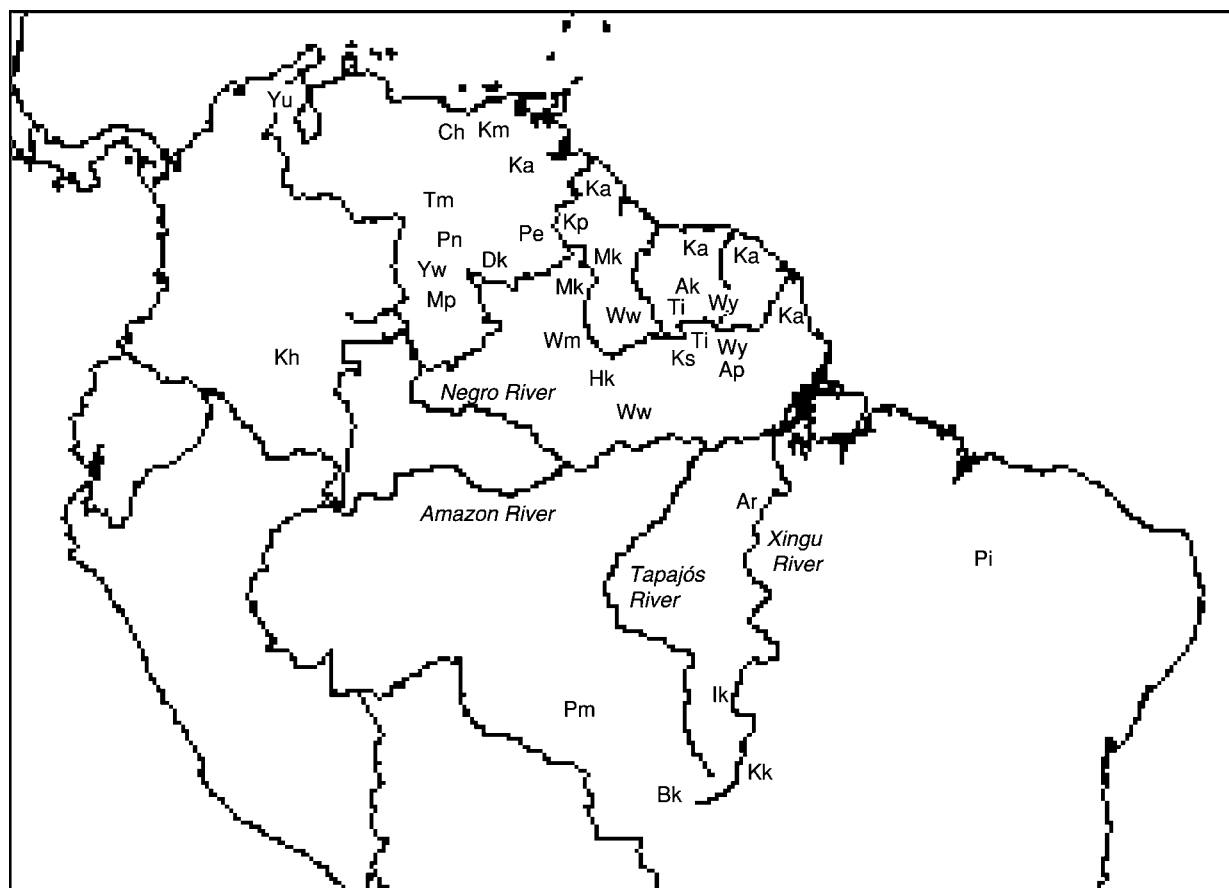 Yu
Ch
Km
Ka
Ka
Tm
Kp
Pe
Pn
Ka
Ka
Mk
Dk
Yw
Mk
Ak
Mp
Ti
Wy
Ww
Ka
Wm
Ti
Wy
Ks
Kh
Ap
Hk
Negro River
Ww
Ar
Amazon River
Xingu
River
Pi
Tapajós
River
Ik
Pm
Kk
Bk